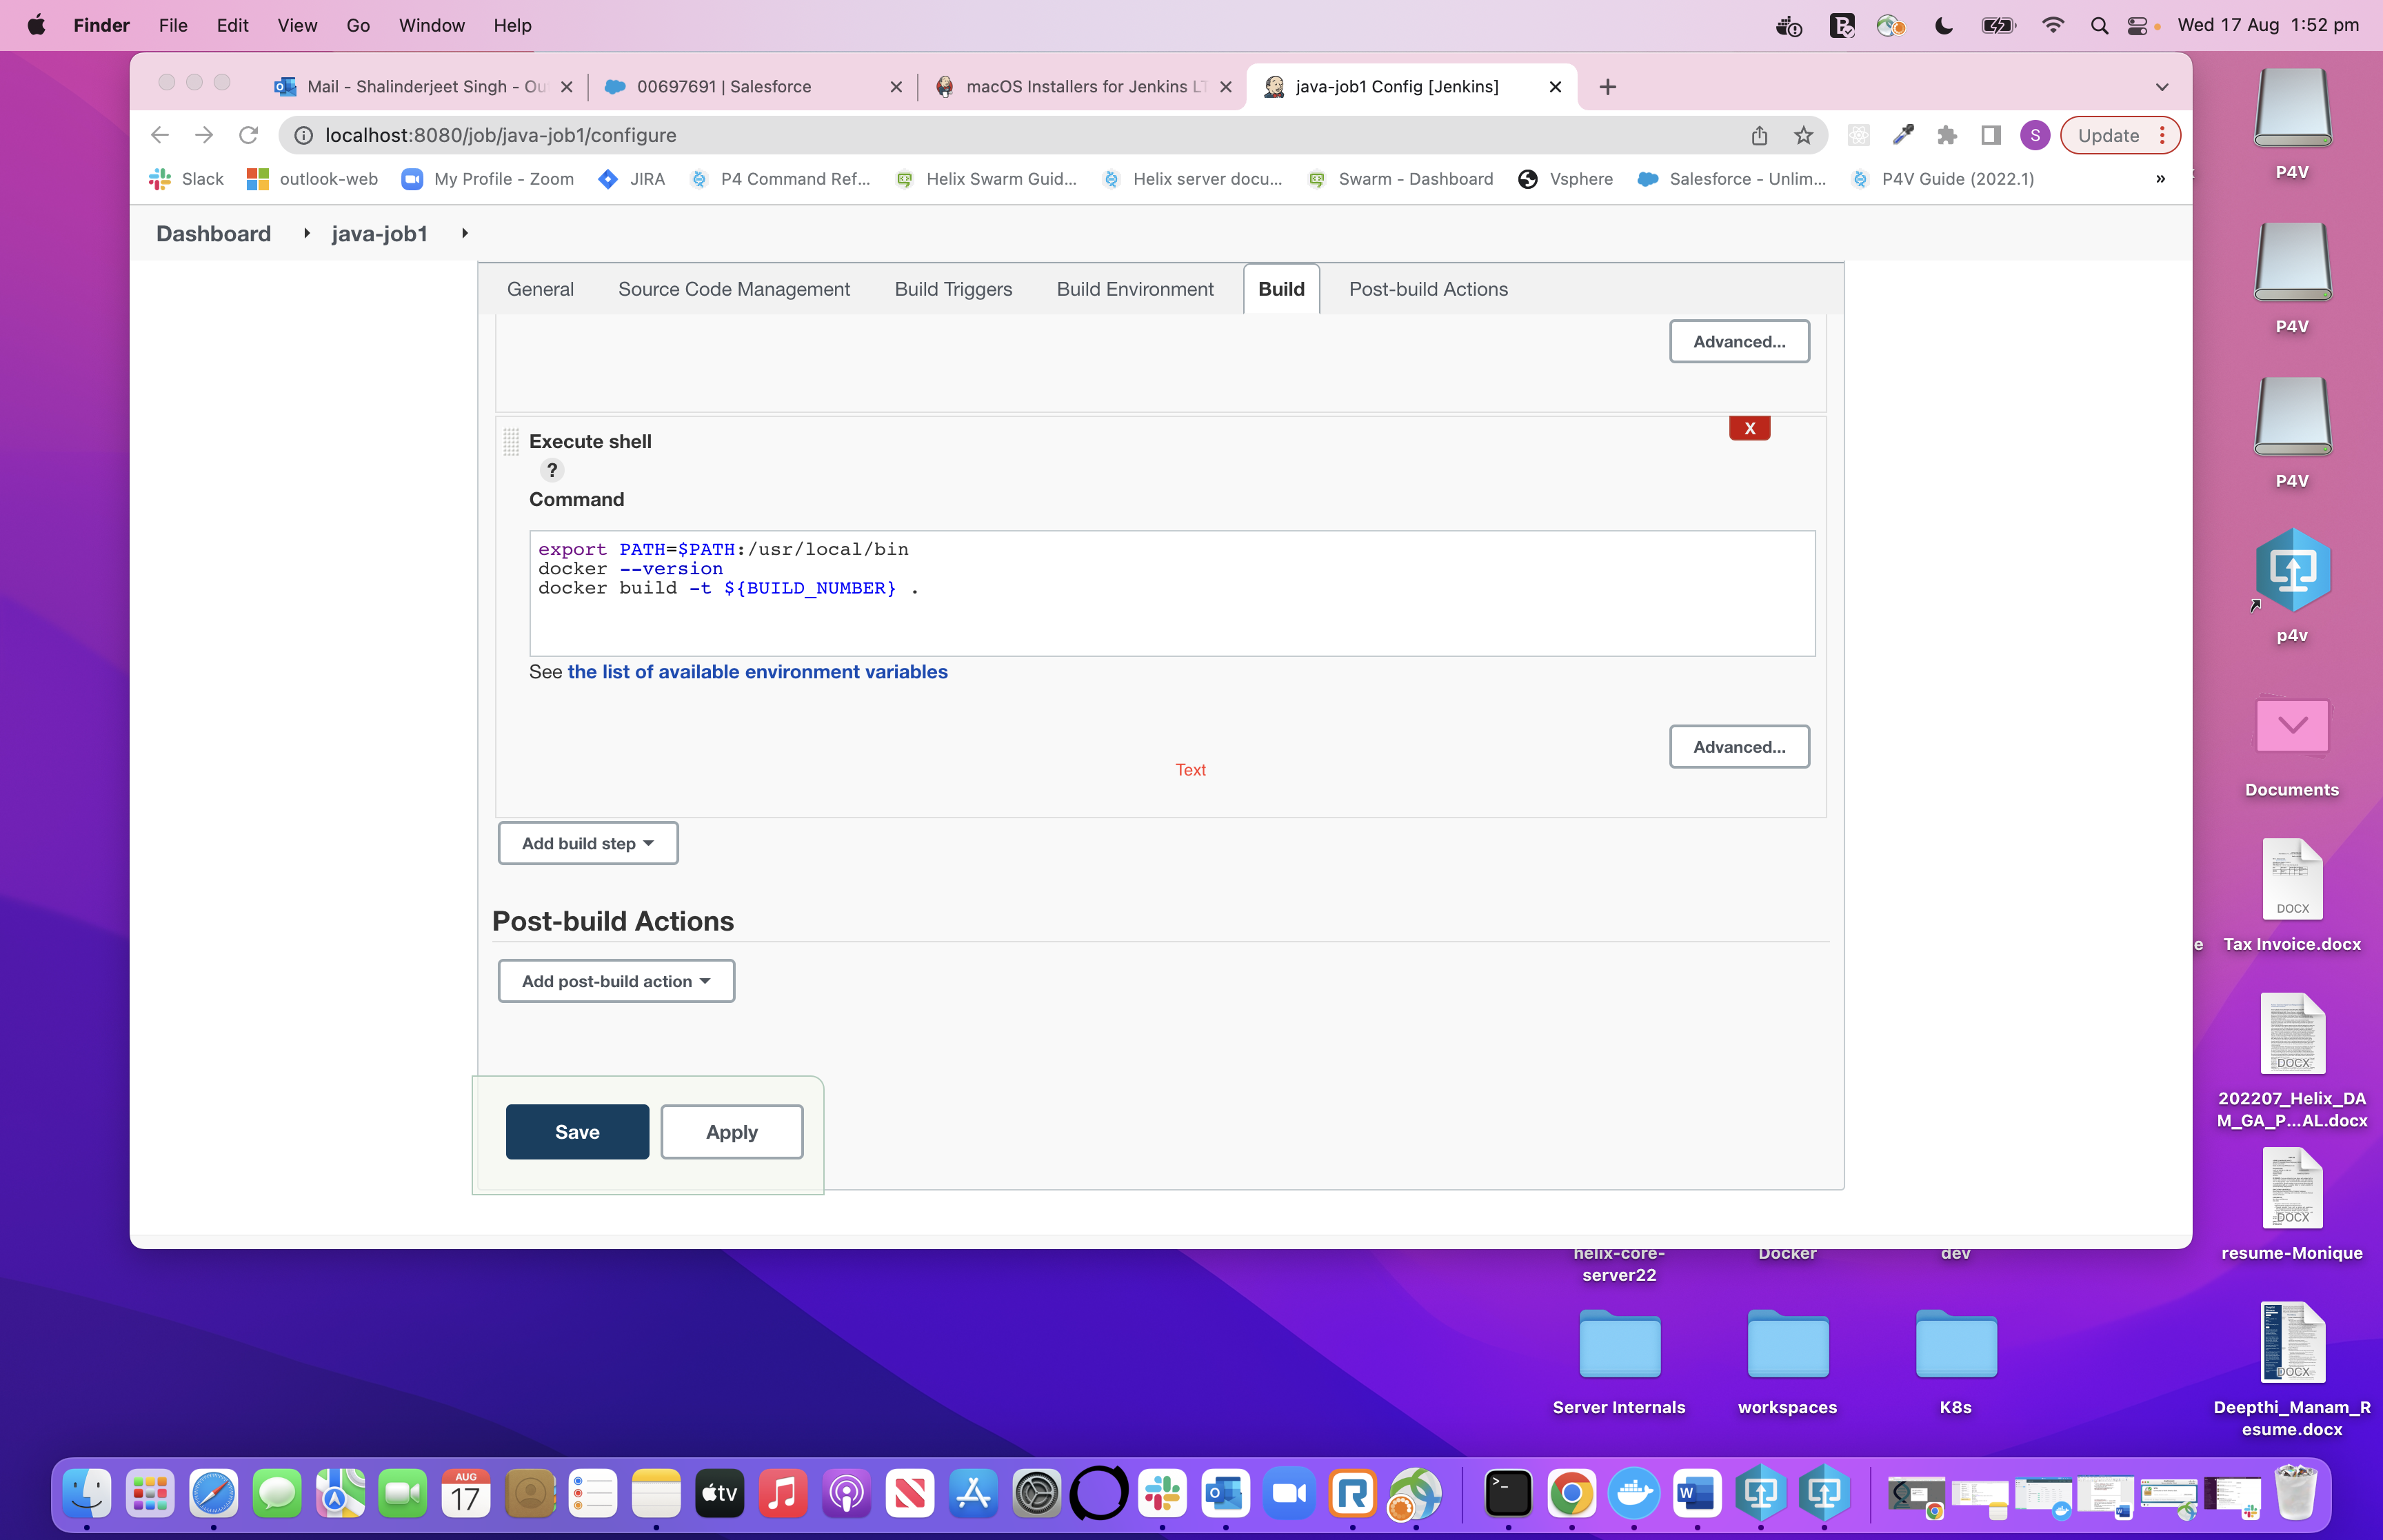 Finder File Edit View Go Window Help Wed 17 Aug 1:52 pm
Mail - Shalinderjeet Singh - Ou 00697691 | Salesforce macOS Installers for Jenkins LT java-job1 Config [Jenkins]
localhost:8080/job/java-job1/configure S Update
Slack outlook-web My Profile - Zoom JIRA P4 Command Ref... Helix Swarm Guid... Helix server docu... Swarm - Dashboard Vsphere Salesforce - Unlim... P4V Guide (2022.1) »
Dashboard java-job1
General Source Code Management Build Triggers Build Environment Build Post-build Actions
Advanced...
Execute shell
X
?
Command
export PATH=$PATH:/usr/local/bin
docker --version
docker build -t ${BUILD_NUMBER} .
See the list of available environment variables
Advanced...
Text
Add build step
Post-build Actions
Add post-build action
Save Apply
P4V
P4V
P4V
p4v
Documents
DOCX
e Tax Invoice.docx
DOCX
202207_Helix_DA
M_GA_P...AL.docx
DOCX
resume-Monique
DOCX
Deepthi_Manam_R
esume.docx
helix-core-
server22
Docker
dev
Server Internals workspaces K8s
AUG
17
tv